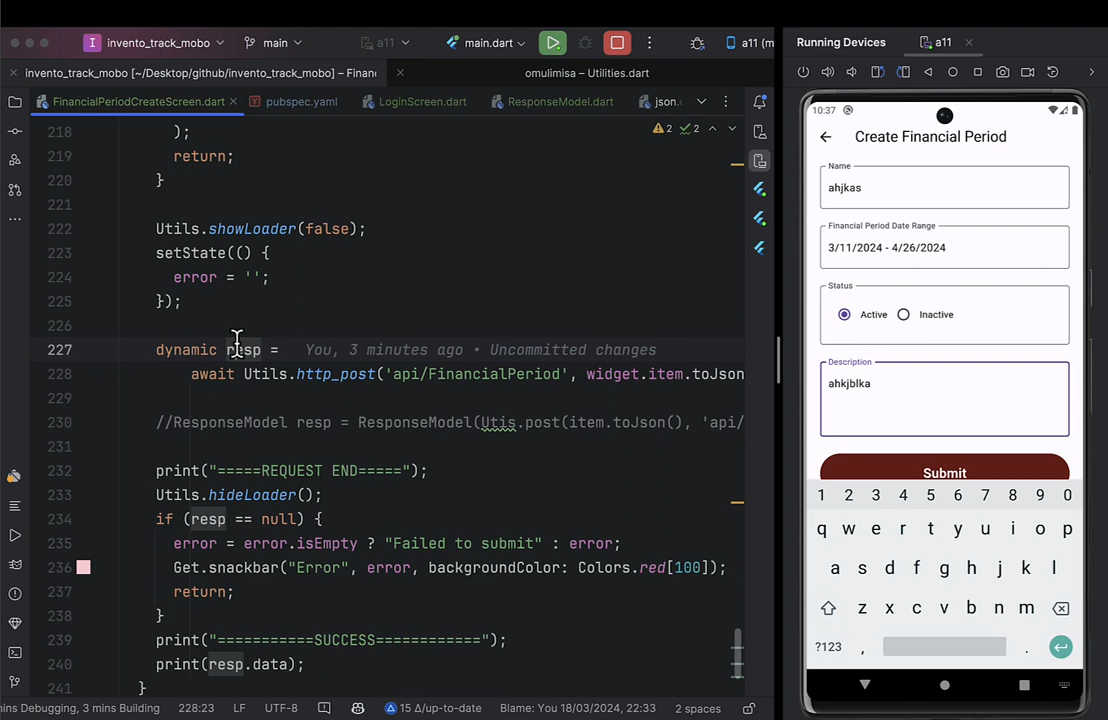 invento_track_mobo
main
a11
main.dart
a11 (m
Running Devices
a11
invento_track_mobo [~/Desktop/github/invento_track_mobo] – Financ
omulimisa – Utilities.dart
FinancialPeriodCreateScreen.dart
pubspec.yaml
LoginScreen.dart
ResponseModel.dart
json.
2
2
218 );
219 return;
220 }
221
222 Utils.showLoader(false);
223 setState(() {
224 error = '';
225 });
226
227 dynamic resp = You, 3 minutes ago • Uncommitted changes
228 await Utils.http_post('api/FinancialPeriod', widget.item.toJson
229
230 //ResponseModel resp = ResponseModel(Utis.post(item.toJson(), 'api/
231
232 print("=====REQUEST END=====");
233 Utils.hideLoader();
234 if (resp == null) {
235 error = error.isEmpty ? "Failed to submit" : error;
236 Get.snackbar("Error", error, backgroundColor: Colors.red[100]);
237 return;
238 }
239 print("===========SUCCESS============");
240 print(resp.data);
241 }
ins Debugging, 3 mins Building
228:23
LF
UTF-8
15 Δ/up-to-date
Blame: You 18/03/2024, 22:33
2 spaces
10:37
Create Financial Period
Name
ahjkas
Financial Period Date Range
3/11/2024 - 4/26/2024
Status
Active
Inactive
Description
ahkjblka
Submit
1 2 3 4 5 6 7 8 9 0
q w e r t y u i o p
a s d f g h j k l
z x c v b n m
?123 , .